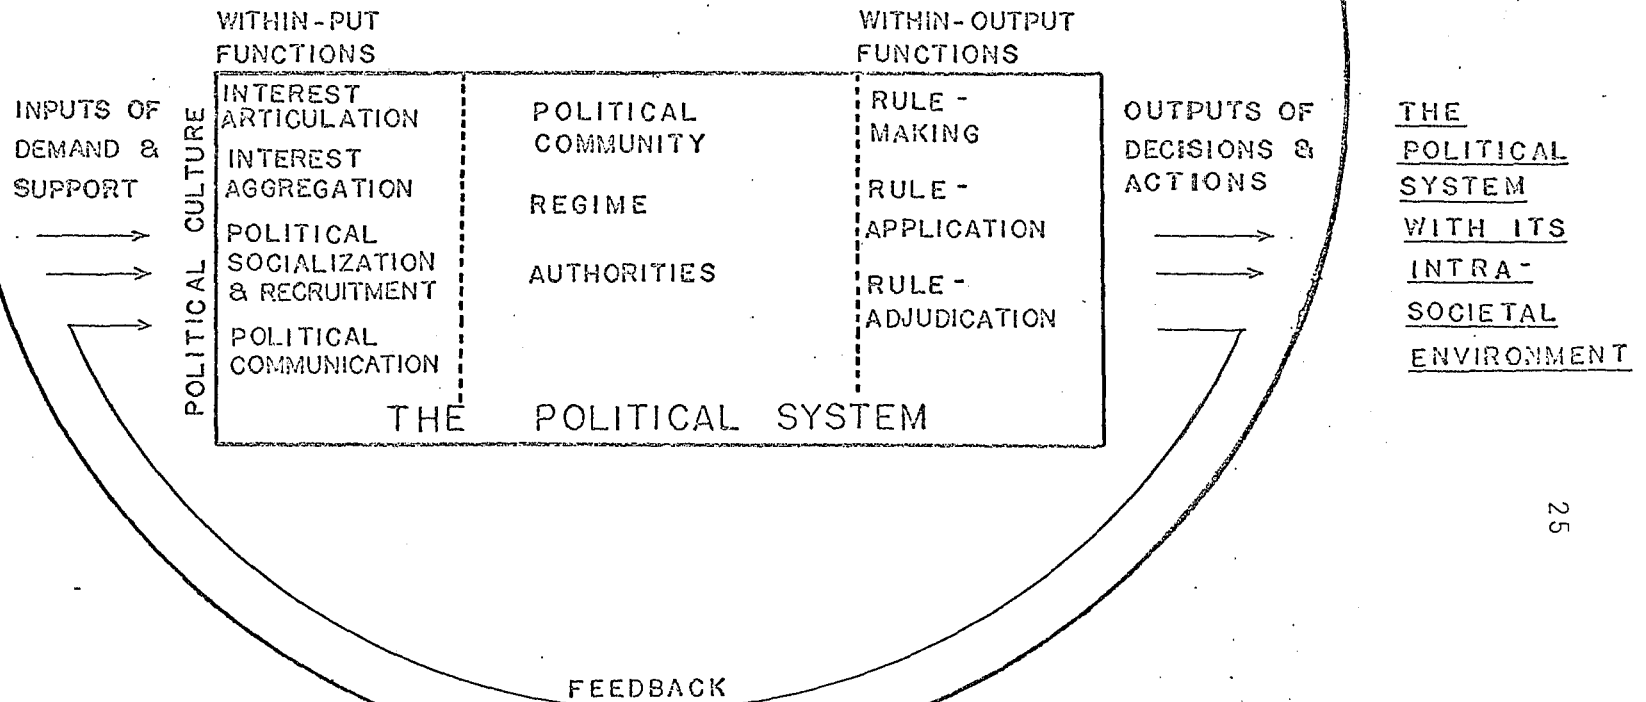 WITHIN-PUT
FUNCTIONS
WITHIN-OUTPUT
FUNCTIONS
INPUTS OF
DEMAND &
SUPPORT
POLITICAL CULTURE
INTEREST
ARTICULATION
INTEREST
AGGREGATION
POLITICAL
SOCIALIZATION
& RECRUITMENT
POLITICAL
COMMUNICATION
POLITICAL
COMMUNITY
REGIME
AUTHORITIES
RULE-
MAKING
RULE-
APPLICATION
RULE-
ADJUDICATION
THE POLITICAL SYSTEM
OUTPUTS OF
DECISIONS &
ACTIONS
THE
POLITICAL
SYSTEM
WITH ITS
INTRA-
SOCIETAL
ENVIRONMENT
25
FEEDBACK